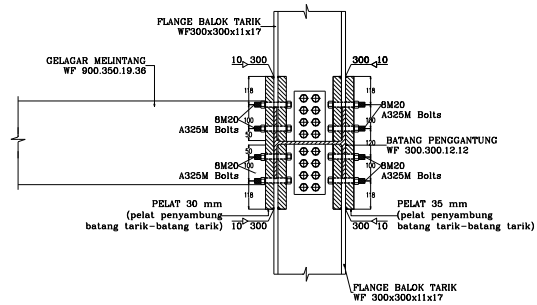 FLANGE BALOK TARIK
WF300x300x11x17
10 300
300 10
GELAGAR MELINTANG
WF 900.350.19.36
118
118
8M20
A325M Bolts
8M20
A325M Bolts
100
100
50
BATANG PENGGANTUNG
WF 300.300.12.12
120
50
8M20
A325M Bolts
8M20
A325M Bolts
100
100
118
118
PELAT 30 mm
(pelat penyambung
batang tarik-batang tarik)
PELAT 35 mm
(pelat penyambung
batang tarik-batang tarik)
10 300
300 10
FLANGE BALOK TARIK
WF 300x300x11x17